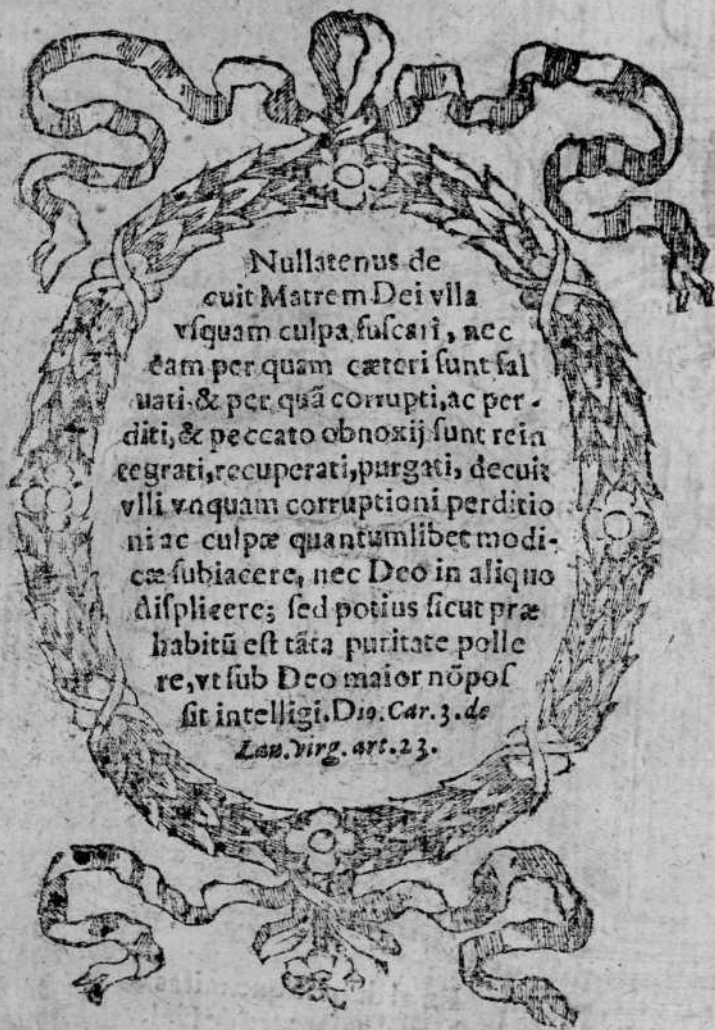 Nullatenus de
cuit Matrem Dei vlla
vſquam culpa fuſcari, nec
eam per quam cæteri ſunt ſal
uati & per quã corrupti, ac per-
diti, & peccato obnoxij ſunt rein
tegrati, recuperati, purgati, decuit
vlli vnquam corruptioni perditio
ni ac culpæ quantumlibet modi-
cæ ſubiacere, nec Deo in aliquo
diſplicere; ſed potius ſicut præ
habitũ eſt tãta puritate polle
re, vt ſub Deo maior nõ poſ
ſit intelligi. Dio. Car. 3. de
Lau. virg. art. 23.